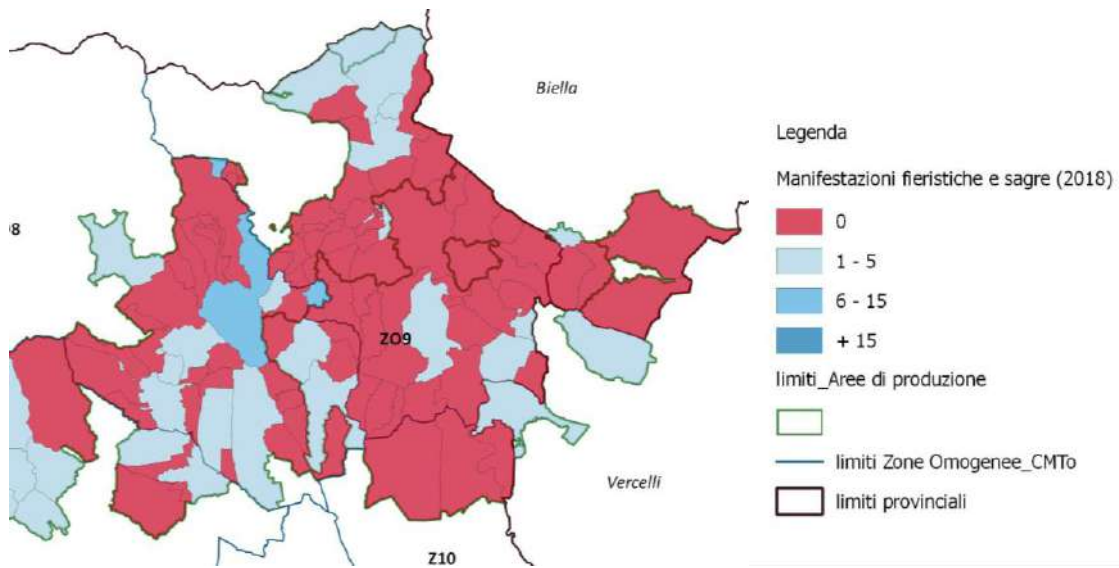 Biella
08
ZO9
Vercelli
Z10
Legenda
Manifestazioni fieristiche e sagre (2018)
0
1 - 5
6 - 15
+ 15
limiti_Aree di produzione
limiti Zone Omogenee_CMTo
limiti provinciali